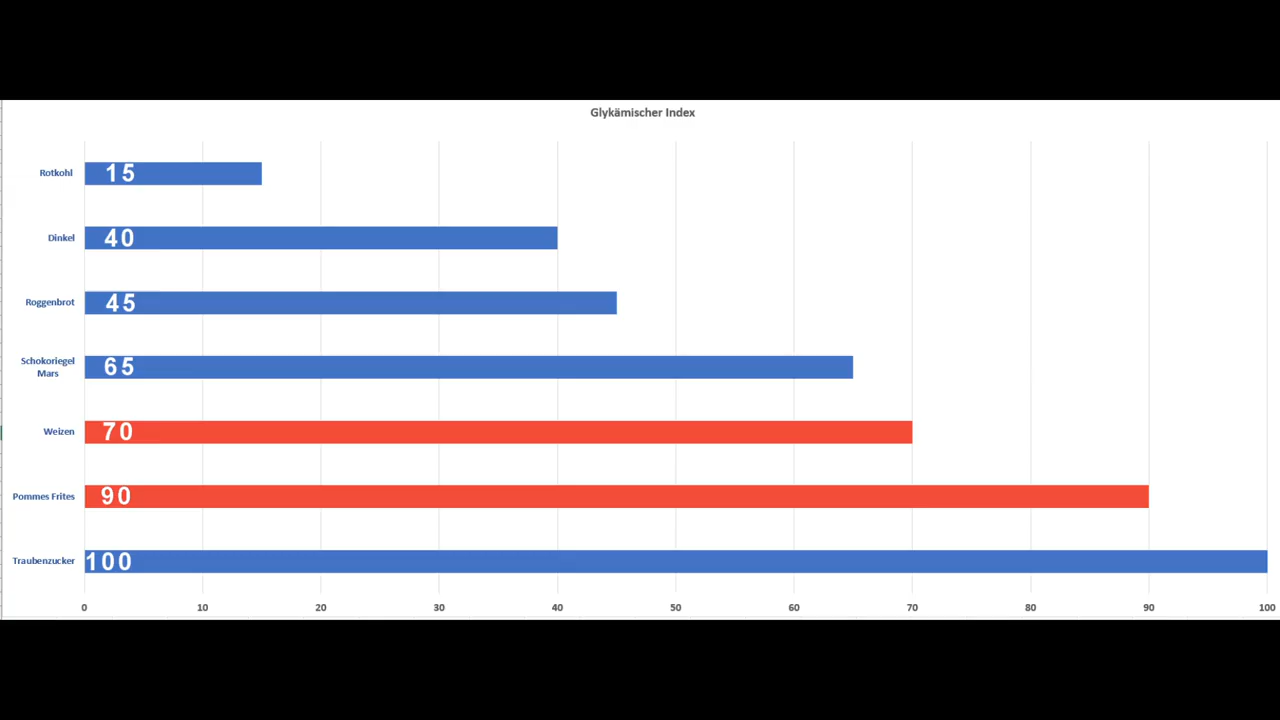 Glykämischer Index
Rotkohl 15
Dinkel 40
Roggenbrot 45
Schokoriegel
Mars 65
Weizen 70
Pommes Frites 90
Traubenzucker 100
0 10 20 30 40 50 60 70 80 90 100